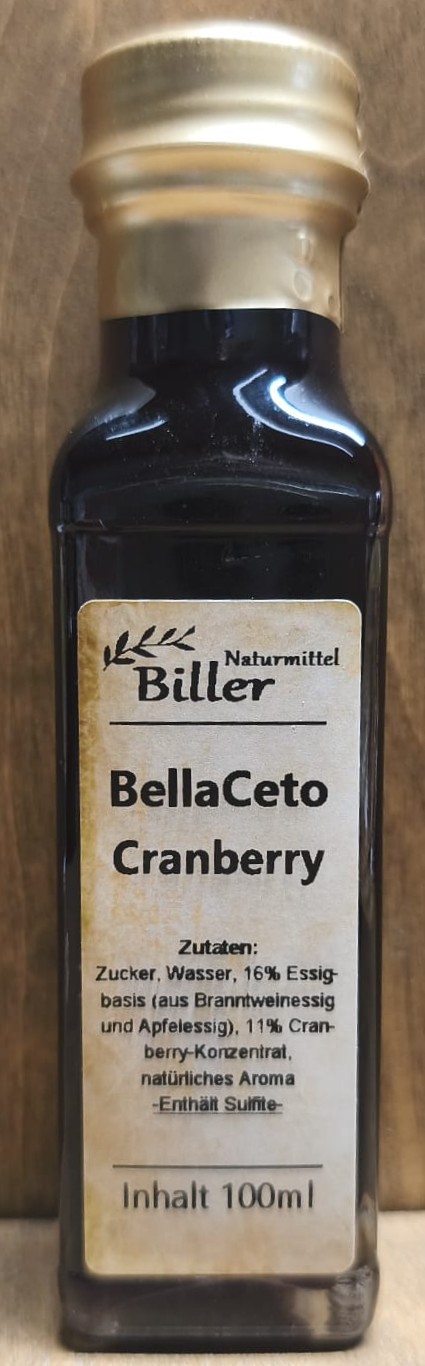 Naturmittel
Biller
BellaCeto
Cranberry
Zutaten:
Zucker, Wasser, 16% Essig-
basis (aus Branntweinessig
und Apfelessig), 11% Cran-
berry-Konzentrat,
natürliches Aroma
-Enthält Sulfite-
Inhalt 100ml